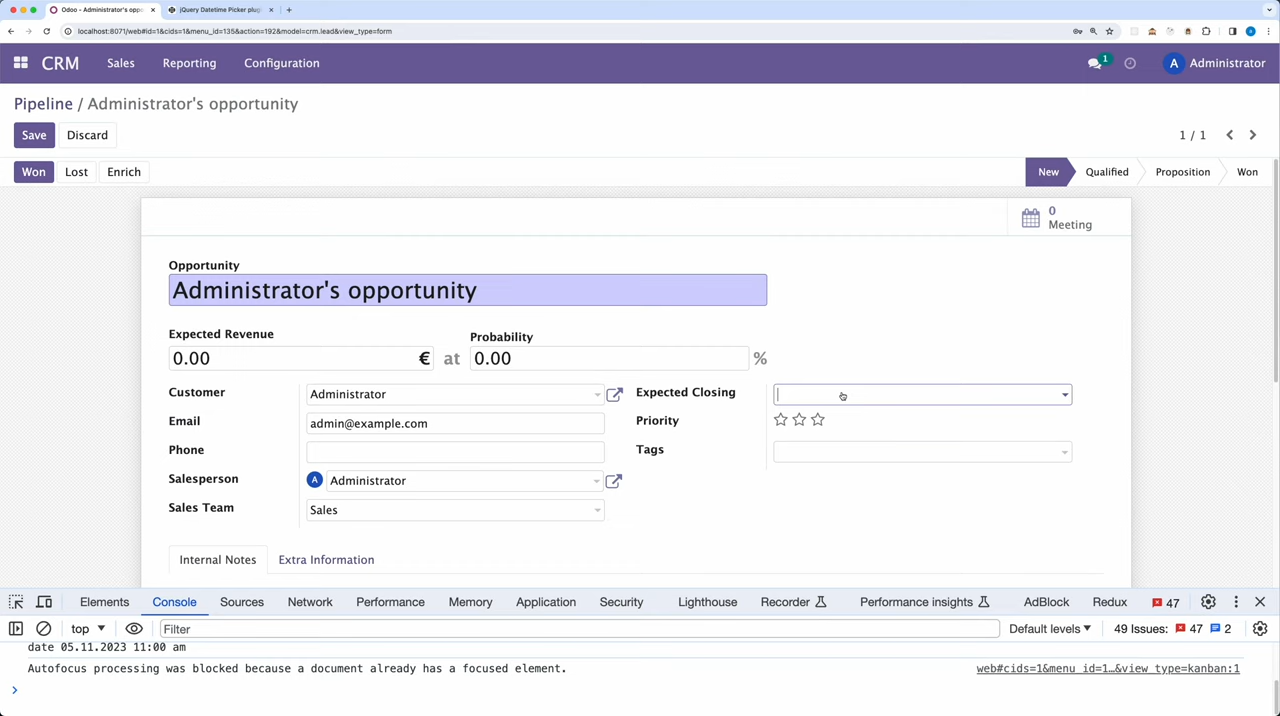 Odoo - Administrator's oppo
jQuery Datetime Picker plug
localhost:8071/web#id=1&cids=1&menu_id=135&action=192&model=crm.lead&view_type=form
CRM Sales Reporting Configuration 1 A Administrator
Pipeline / Administrator's opportunity
Save Discard 1 / 1
Won Lost Enrich New Qualified Proposition Won
0
Meeting
Opportunity
Administrator's opportunity
Expected Revenue Probability
0.00 € at 0.00 %
Customer Administrator Expected Closing
Email admin@example.com Priority
Phone Tags
Salesperson A Administrator
Sales Team Sales
Internal Notes Extra Information
Elements Console Sources Network Performance Memory Application Security Lighthouse Recorder Performance insights AdBlock Redux 47
top Filter Default levels 49 Issues: 47 2
date 05.11.2023 11:00 am
Autofocus processing was blocked because a document already has a focused element. web#cids=1&menu_id=1…&view_type=kanban:1